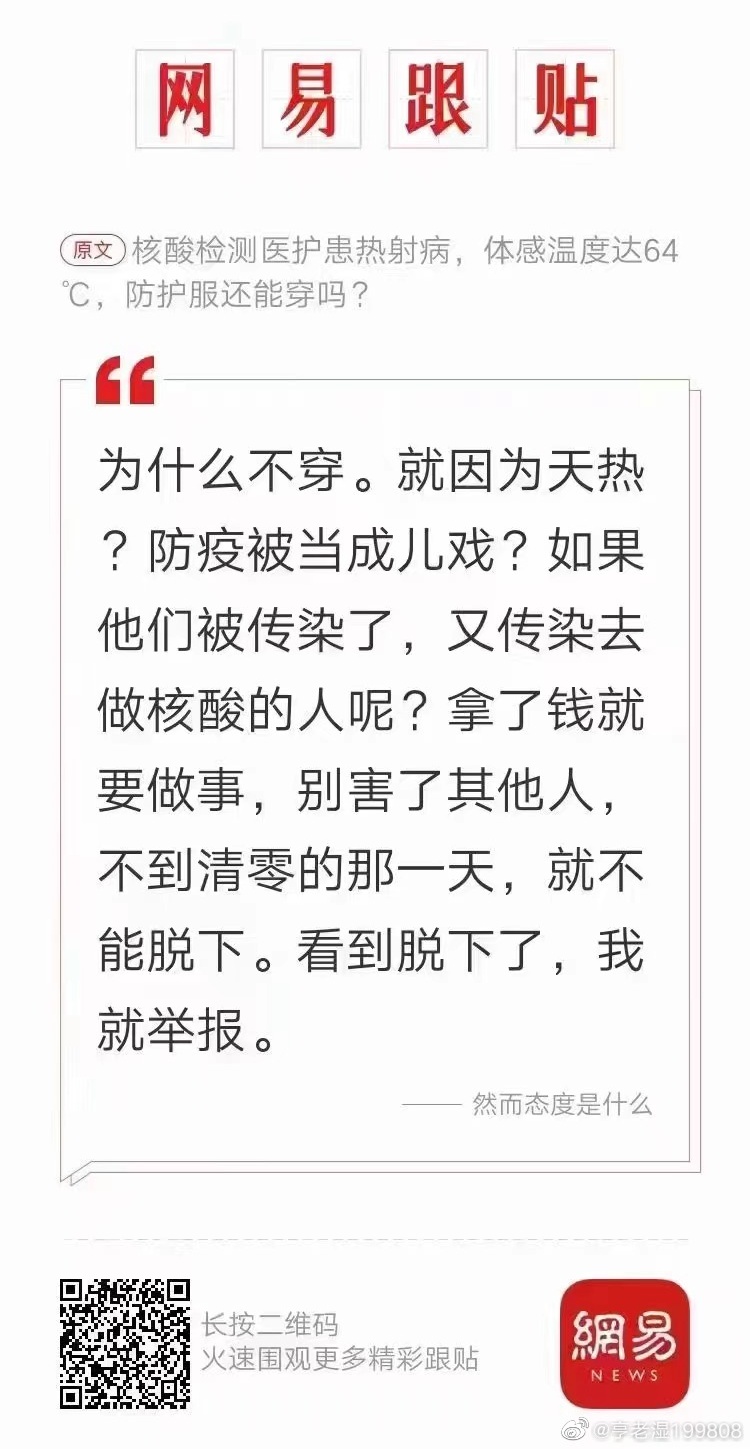 网易跟贴
原文 核酸检测医护患热射病，体感温度达64
℃，防护服还能穿吗？
为什么不穿。就因为天热
？防疫被当成儿戏？如果
他们被传染了，又传染去
做核酸的人呢？拿了钱就
要做事，别害了其他人，
不到清零的那一天，就不
能脱下。看到脱下了，我
就举报。
—— 然而态度是什么
长按二维码
火速围观更多精彩跟贴
網易
NEWS
@亨老湿199808